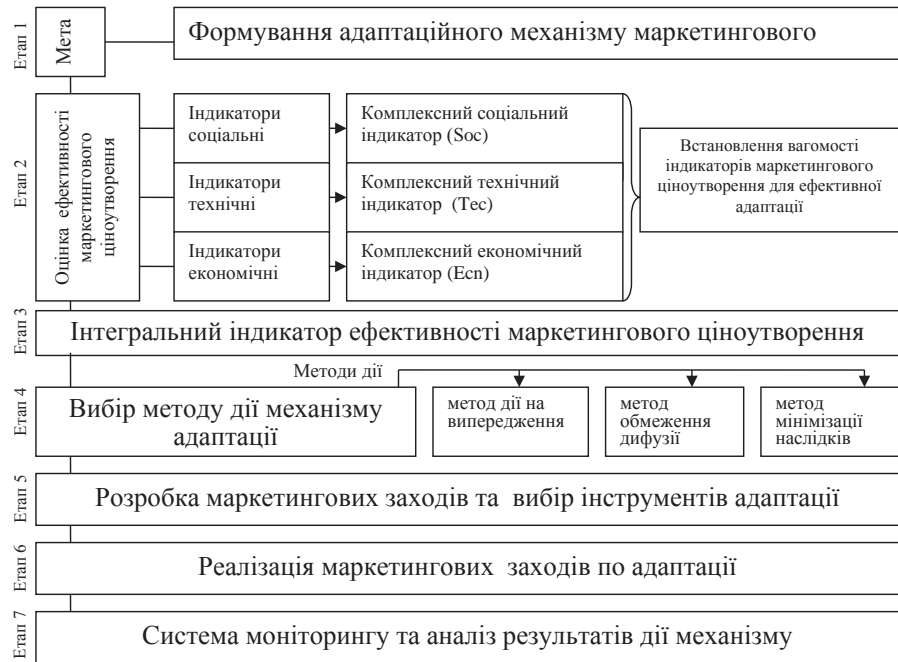 Етап 1
Мета
Формування адаптаційного механізму маркетингового
Етап 2
Оцінка ефективності
маркетингового
ціноутворення
Індикатори
соціальні
Комплексний соціальний
індикатор (Soc)
Індикатори
технічні
Комплексний технічний
індикатор (Tec)
Індикатори
економічні
Комплексний економічний
індикатор (Ecn)
Встановлення вагомості
індикаторів маркетингового
ціноутворення для ефективної
адаптації
Етап 3
Інтегральний індикатор ефективності маркетингового ціноутворення
Методи дії
Етап 4
Вибір методу дії механізму
адаптації
метод дії на
випередження
метод
обмеження
дифузії
метод
мінімізації
наслідків
Етап 5
Розробка маркетингових заходів та вибір інструментів адаптації
Етап 6
Реалізація маркетингових заходів по адаптації
Етап 7
Система моніторингу та аналіз результатів дії механізму